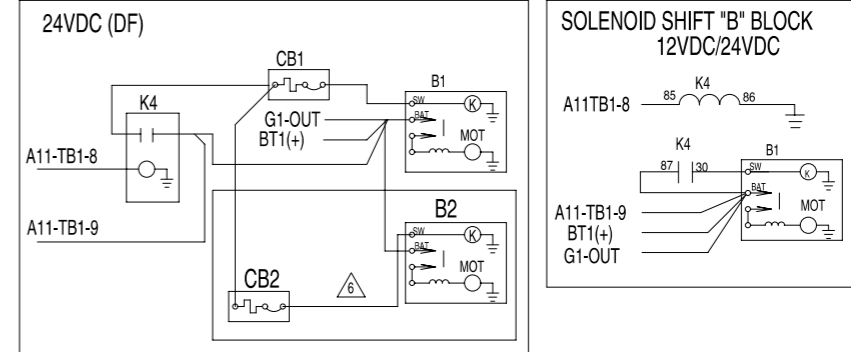 24VDC (DF)
CB1
B1
K4
SW
K
G1-OUT
BAT
BT1(+)
MOT
A11-TB1-8
A11-TB1-9
B2
SW
K
BAT
MOT
CB2
6
SOLENOID SHIFT "B" BLOCK
12VDC/24VDC
K4
A11TB1-8
85
86
K4
B1
87
30
SW
K
BAT
A11-TB1-9
MOT
BT1(+)
G1-OUT